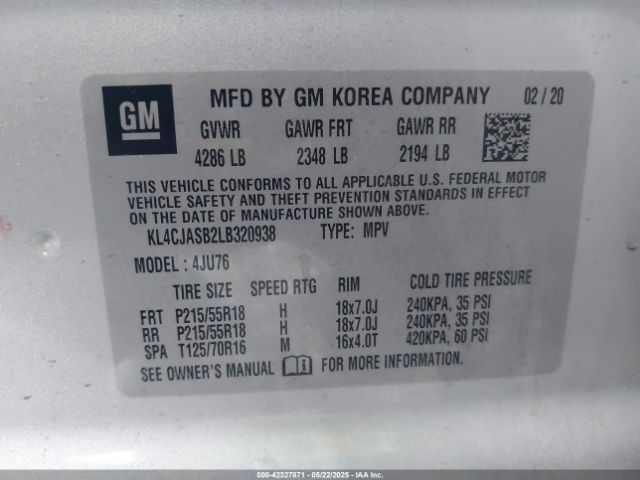 GM MFD BY GM KOREA COMPANY 02 / 20
GVWR GAWR FRT GAWR RR
4286 LB 2348 LB 2194 LB
THIS VEHICLE CONFORMS TO ALL APPLICABLE U.S. FEDERAL MOTOR
VEHICLE SAFETY AND THEFT PREVENTION STANDARDS IN EFFECT
ON THE DATE OF MANUFACTURE SHOWN ABOVE.
KL4CJASB2LB320938 TYPE: MPV
MODEL : 4JU76
TIRE SIZE SPEED RTG RIM COLD TIRE PRESSURE
FRT P215/55R18 H 18x7.0J 240KPA, 35 PSI
RR P215/55R18 H 18x7.0J 240KPA, 35 PSI
SPA T125/70R16 M 16x4.0T 420KPA, 60 PSI
SEE OWNER'S MANUAL FOR MORE INFORMATION.
000-42327871 - 05/22/2025 - IAAI.COM